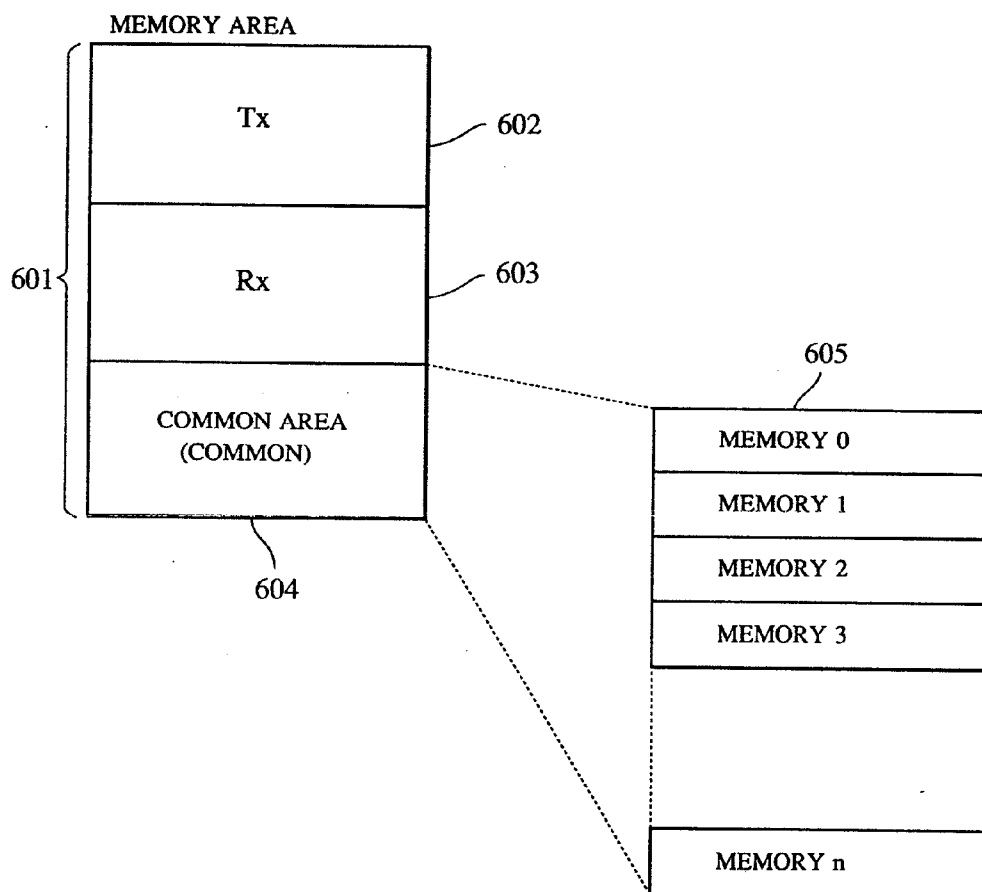 MEMORY AREA
Tx
602
601
Rx
603
COMMON AREA
(COMMON)
604
605
MEMORY 0
MEMORY 1
MEMORY 2
MEMORY 3
MEMORY n